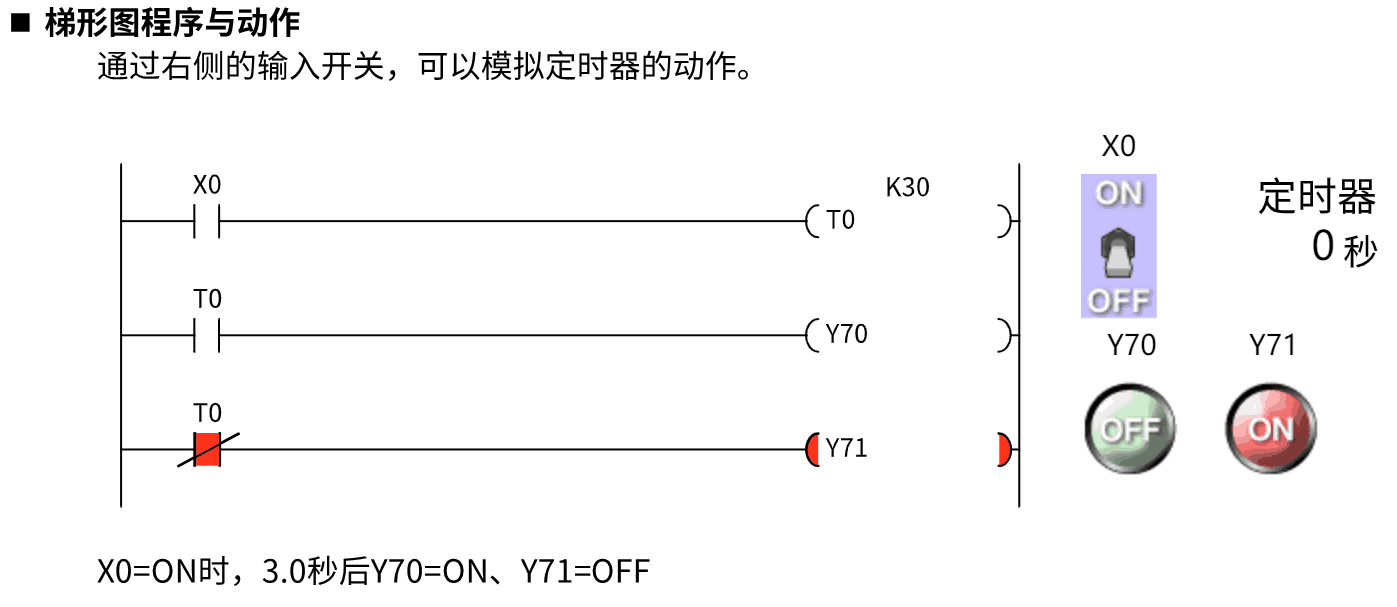 ■ 梯形图程序与动作
通过右侧的输入开关，可以模拟定时器的动作。
X0
K30
T0
T0
Y70
T0
Y71
X0
ON
OFF
定时器
0 秒
Y70
Y71
OFF
ON
X0=ON时，3.0秒后Y70=ON、Y71=OFF